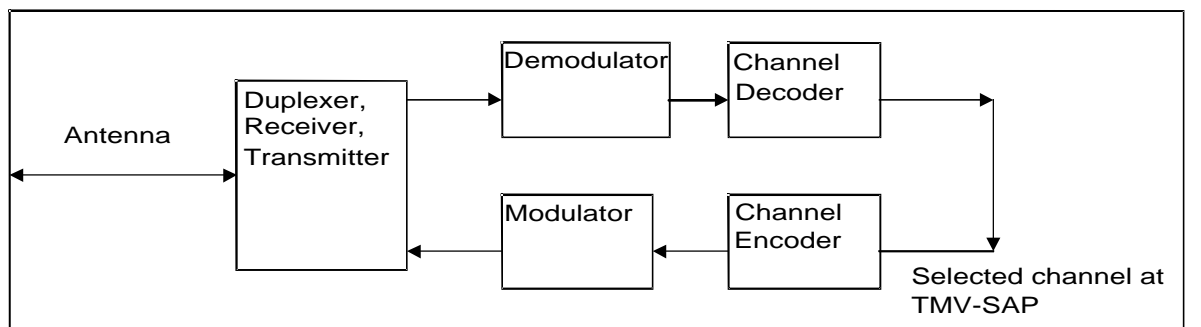 Antenna
Duplexer,
Receiver,
Transmitter
Demodulator
Channel
Decoder
Modulator
Channel
Encoder
Selected channel at
TMV-SAP